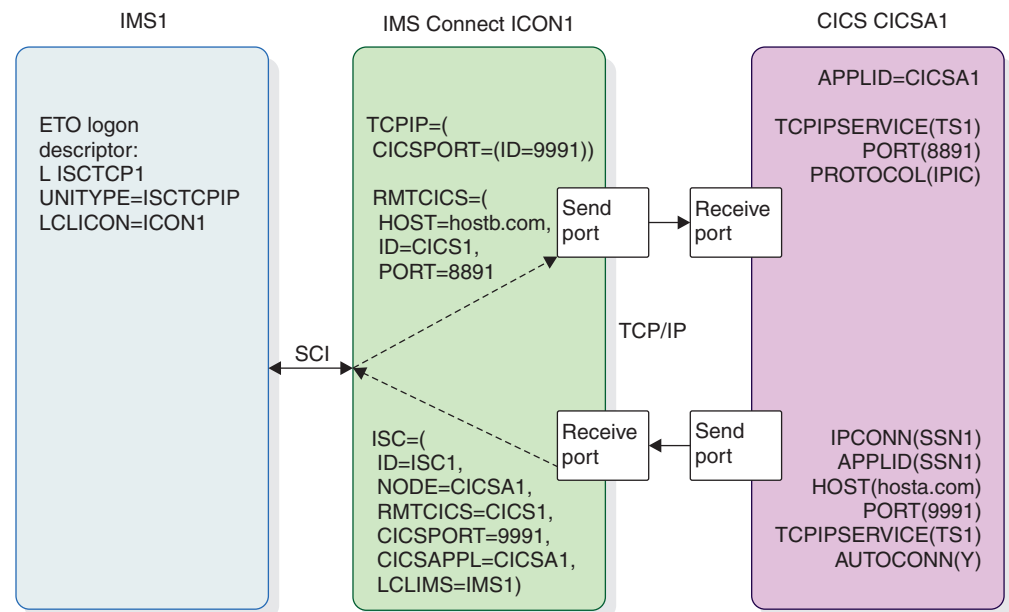 IMS1
IMS Connect ICON1
CICS CICSA1
ETO logon
descriptor:
L ISCTCP1
UNITYPE=ISCTCPIP
LCLICON=ICON1
SCI
TCPIP=(
CICSPORT=(ID=9991))
RMTCICS=(
HOST=hostb.com,
ID=CICS1,
PORT=8891
Send
port
Receive
port
TCP/IP
ISC=(
ID=ISC1,
NODE=CICSA1,
RMTCICS=CICS1,
CICSPORT=9991,
CICSAPPL=CICSA1,
LCLIMS=IMS1)
Receive
port
Send
port
APPLID=CICSA1
TCPIPSERVICE(TS1)
PORT(8891)
PROTOCOL(IPIC)
IPCONN(SSN1)
APPLID(SSN1)
HOST(hosta.com)
PORT(9991)
TCPIPSERVICE(TS1)
AUTOCONN(Y)